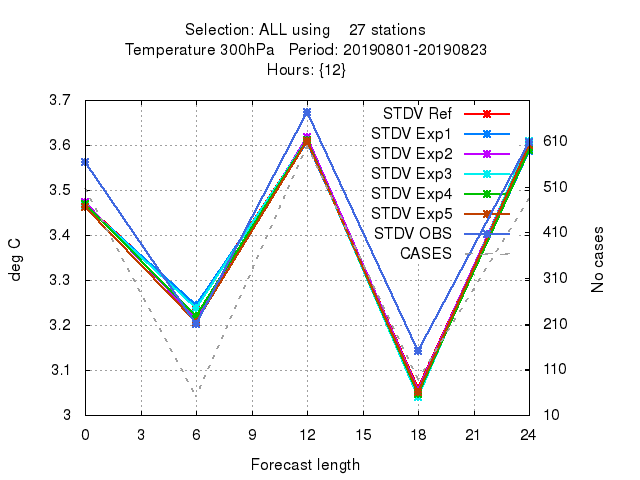 Selection: ALL using    27 stations
Temperature 300hPa   Period: 20190801-20190823
Hours: {12}
3.7
3.6
3.5
3.4
3.3
3.2
3.1
3
deg C
STDV Ref
STDV Exp1
STDV Exp2
STDV Exp3
STDV Exp4
STDV Exp5
STDV OBS
CASES
610
510
410
310
210
110
10
No cases
0 3 6 9 12 15 18 21 24
Forecast length